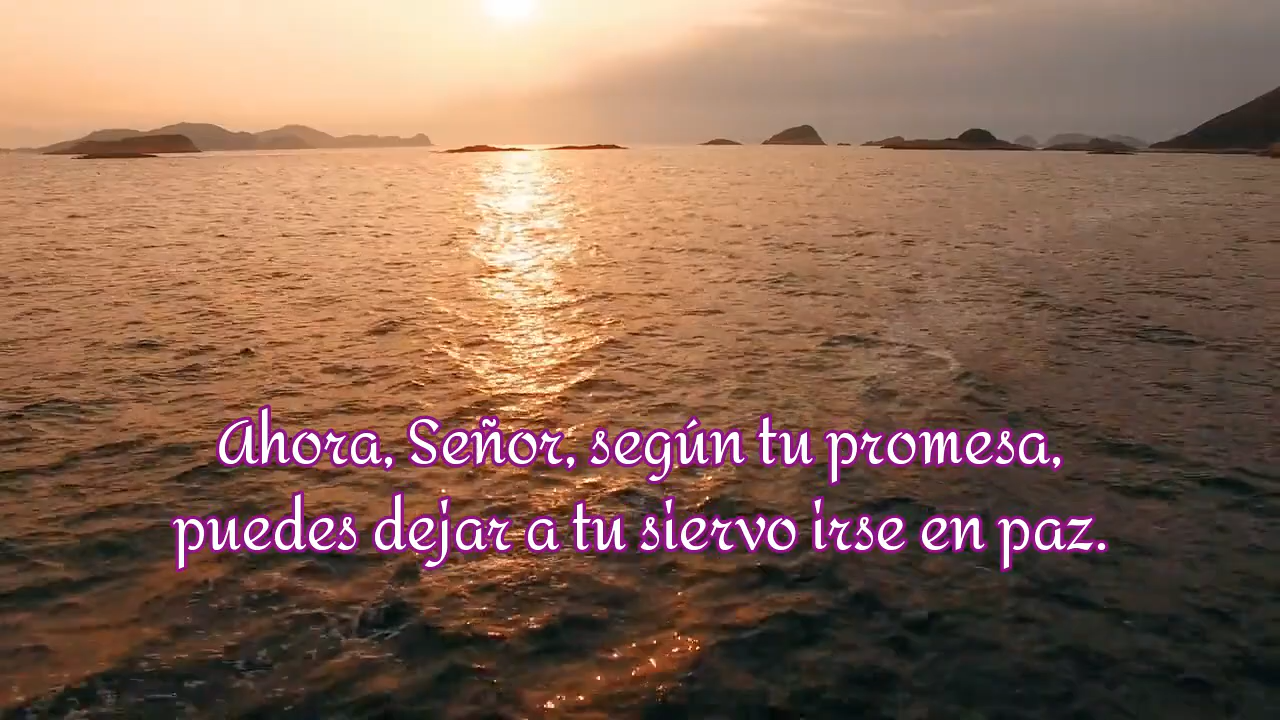 Ahora, Señor, según tu promesa,
puedes dejar a tu siervo irse en paz.